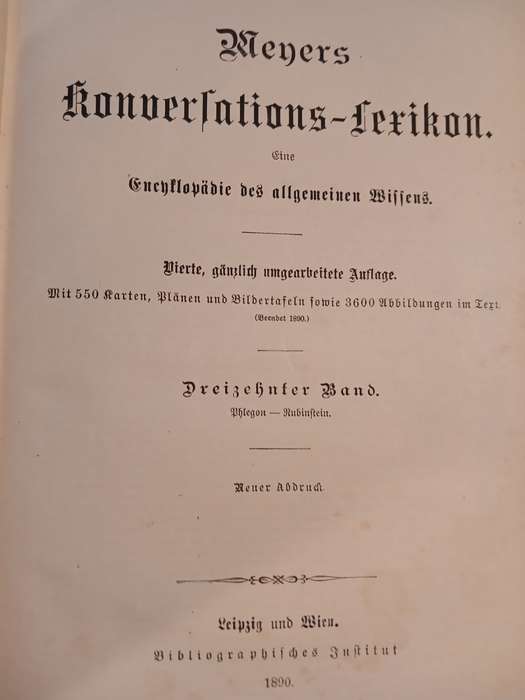 Meyers
Konversations-Lexikon.
Eine
Encyklopädie des allgemeinen Wissens.
Vierte, gänzlich umgearbeitete Auflage.
Mit 550 Karten, Plänen und Bildertafeln sowie 3600 Abbildungen im Text.
(Beendet 1890.)
Dreizehnter Band.
Phlegon — Rubinstein.
Neuer Abdruck.
Leipzig und Wien.
Bibliographisches Institut
1890.